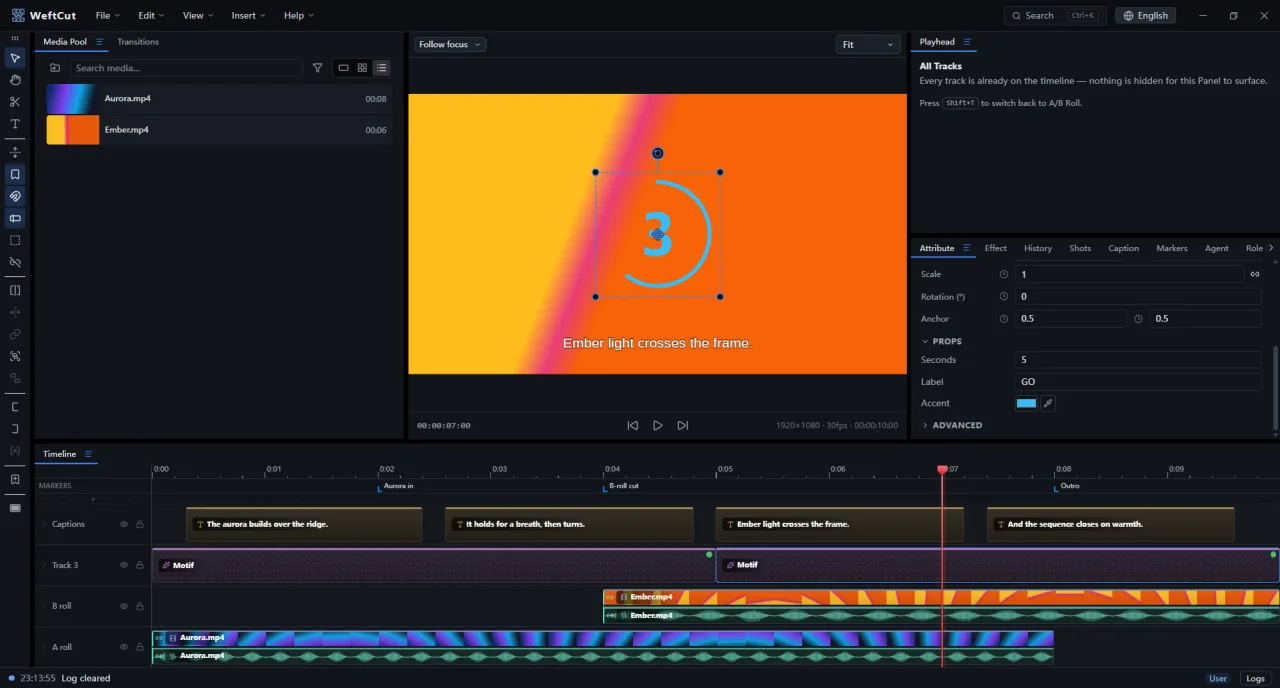 WeftCut File Edit View Insert Help Search Ctrl+K English
Media Pool Transitions
Search media...
Aurora.mp4 00:08
Ember.mp4 00:06
Follow focus Fit
3
Ember light crosses the frame.
00:00:07:00 1920×1080 · 30fps · 00:00:10:00
Playhead
All Tracks
Every track is already on the timeline — nothing is hidden for this Panel to surface.
Press Shift+T to switch back to A/B Roll.
Attribute Effect History Shots Caption Markers Agent Role
Scale 1
Rotation (°) 0
Anchor 0.5 0.5
PROPS
Seconds 5
Label GO
Accent
ADVANCED
Timeline
0:00 0:01 0:02 0:03 0:04 0:05 0:06 0:07 0:08 0:09
MARKERS Aurora in B-roll cut Outro
Captions The aurora builds over the ridge. It holds for a breath, then turns. Ember light crosses the frame. And the sequence closes on warmth.
Track 3 Motif Motif
B roll Ember.mp4
Ember.mp4
A roll Aurora.mp4
Aurora.mp4
23:13:55 Log cleared User Logs